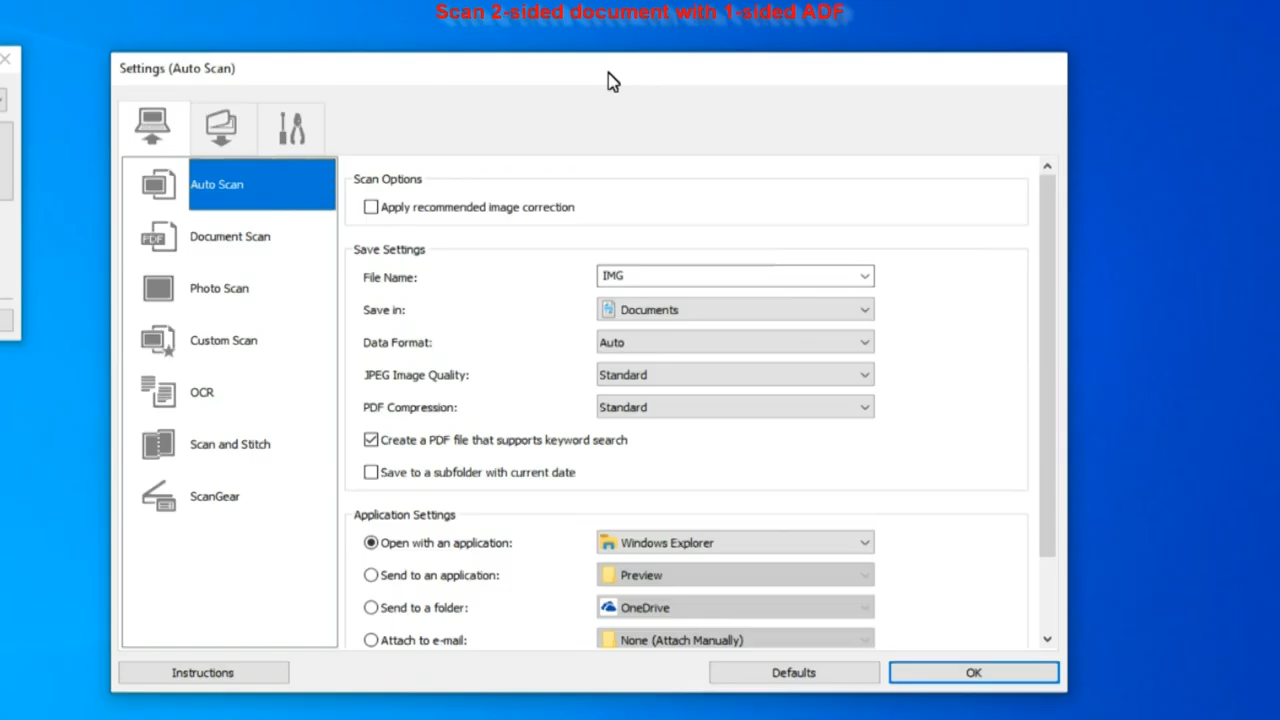 Scan 2-sided document with 1-sided ADF
Settings (Auto Scan)
Auto Scan
PDF
Document Scan
Photo Scan
Custom Scan
OCR
Scan and Stitch
ScanGear
Scan Options
Apply recommended image correction
Save Settings
File Name: IMG
Save in: Documents
Data Format: Auto
JPEG Image Quality: Standard
PDF Compression: Standard
Create a PDF file that supports keyword search
Save to a subfolder with current date
Application Settings
Open with an application: Windows Explorer
Send to an application: Preview
Send to a folder: OneDrive
Attach to e-mail: None (Attach Manually)
Instructions
Defaults
OK